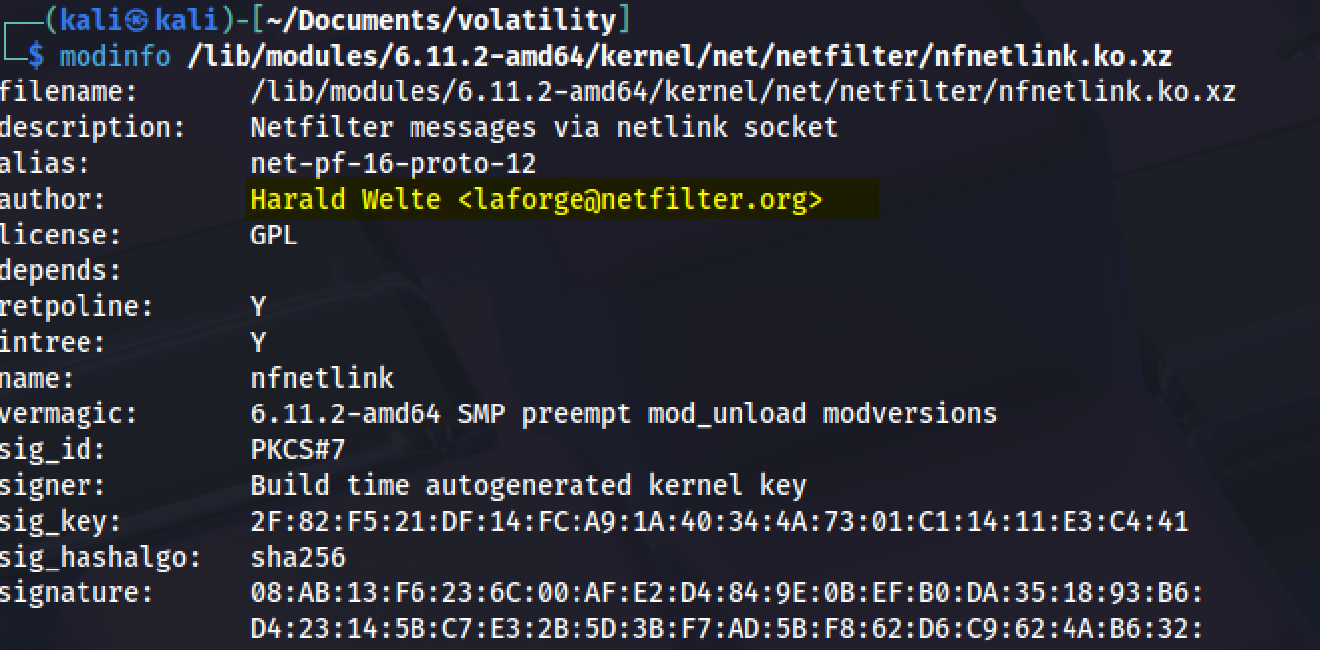 (kali㉿kali)-[~/Documents/volatility]
$ modinfo /lib/modules/6.11.2-amd64/kernel/net/netfilter/nfnetlink.ko.xz
filename: /lib/modules/6.11.2-amd64/kernel/net/netfilter/nfnetlink.ko.xz
description: Netfilter messages via netlink socket
alias: net-pf-16-proto-12
author: Harald Welte <laforge@netfilter.org>
license: GPL
depends:
retpoline: Y
intree: Y
name: nfnetlink
vermagic: 6.11.2-amd64 SMP preempt mod_unload modversions
sig_id: PKCS#7
signer: Build time autogenerated kernel key
sig_key: 2F:82:F5:21:DF:14:FC:A9:1A:40:34:4A:73:01:C1:14:11:E3:C4:41
sig_hashalgo: sha256
signature: 08:AB:13:F6:23:6C:00:AF:E2:D4:84:9E:0B:EF:B0:DA:35:18:93:B6:
D4:23:14:5B:C7:E3:2B:5D:3B:F7:AD:5B:F8:62:D6:C9:62:4A:B6:32: